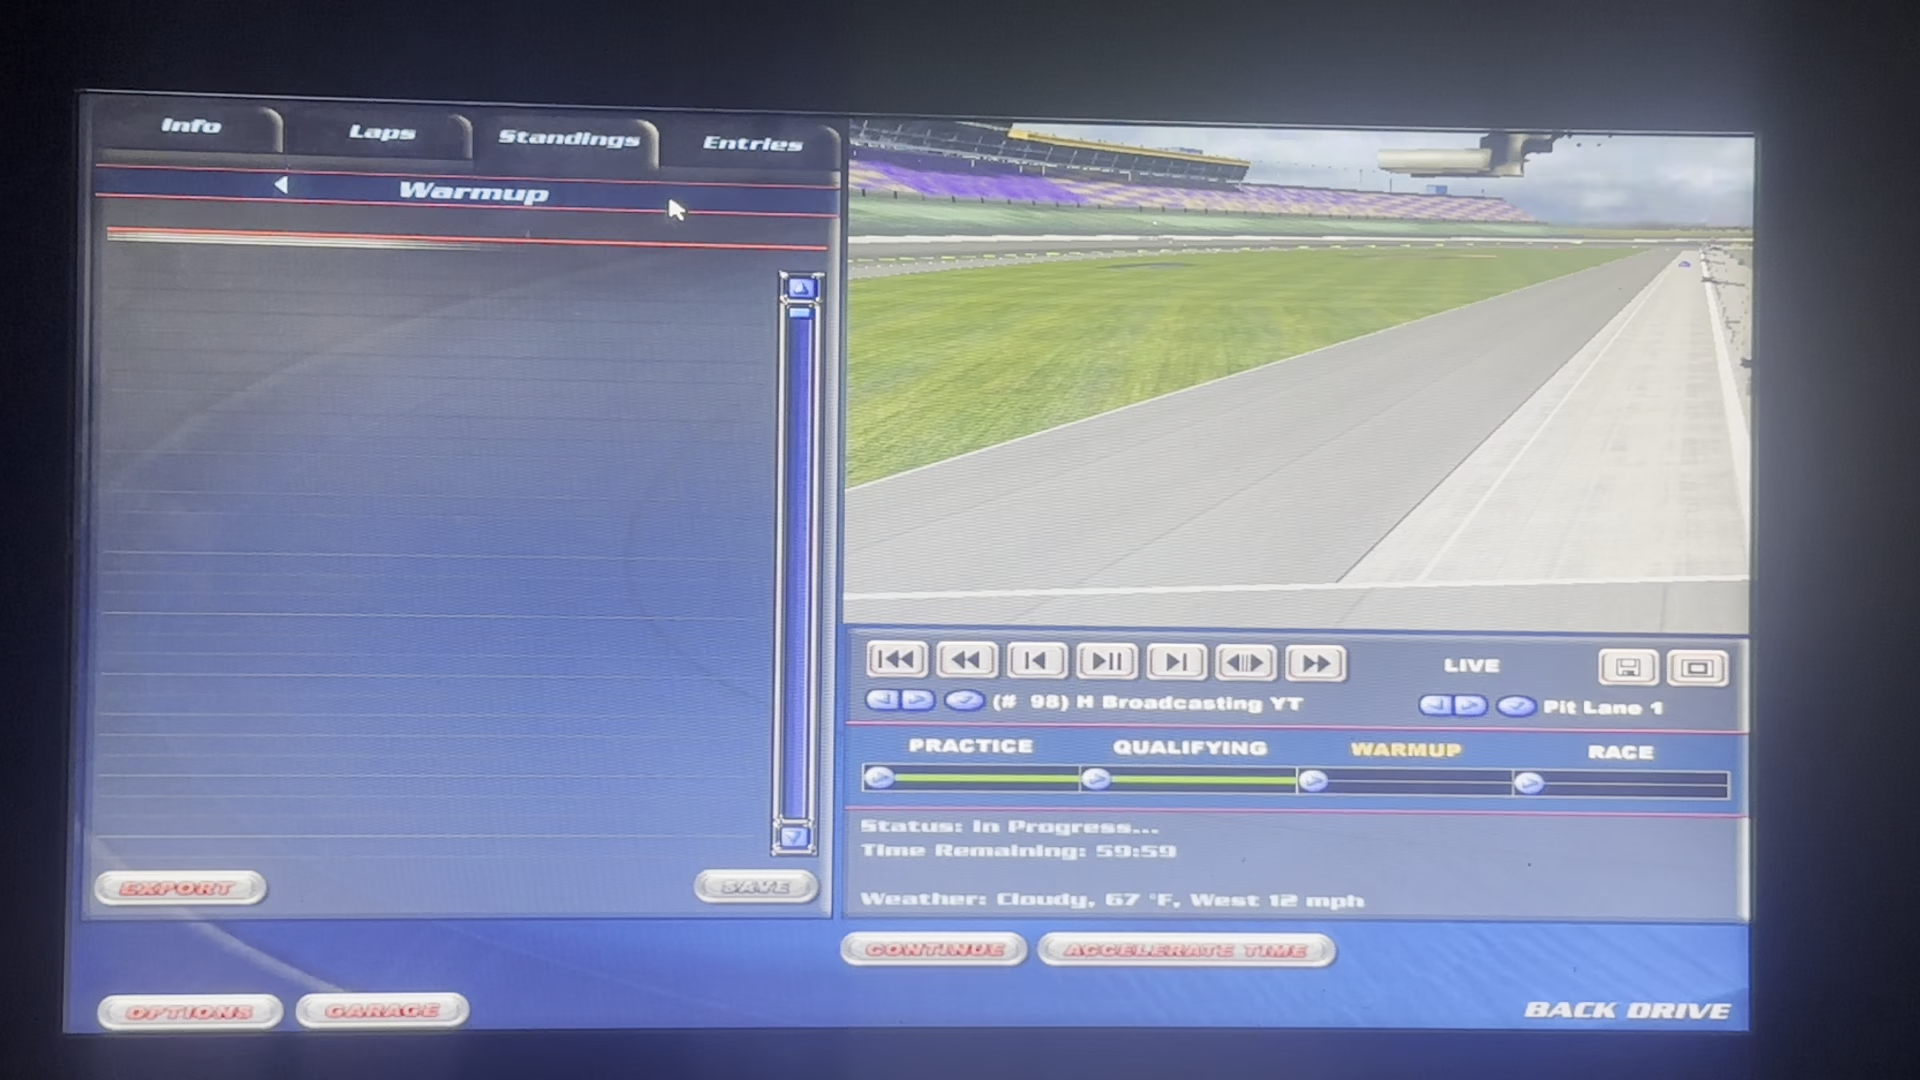 Info
Laps
Standings
Entries
Warmup
LIVE
(# 98) H Broadcasting YT
Pit Lane 1
PRACTICE
QUALIFYING
WARMUP
RACE
Status: In Progress...
Time Remaining: 59:59
Weather: Cloudy, 67 °F, West 12 mph
EXPORT
SAVE
CONTINUE
ACCELERATE TIME
OPTIONS
GARAGE
BACK DRIVE